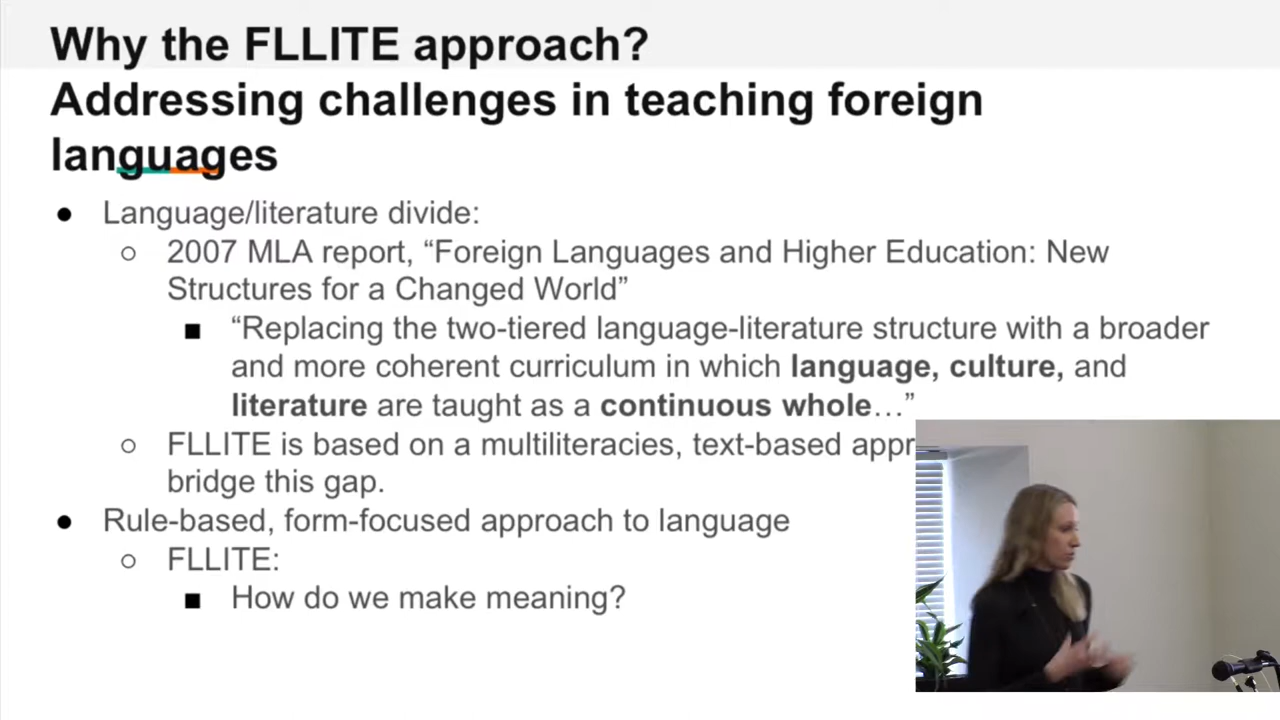 Why the FLLITE approach?
Addressing challenges in teaching foreign
languages
● Language/literature divide:
○ 2007 MLA report, “Foreign Languages and Higher Education: New
Structures for a Changed World”
■ “Replacing the two-tiered language-literature structure with a broader
and more coherent curriculum in which language, culture, and
literature are taught as a continuous whole…”
○ FLLITE is based on a multiliteracies, text-based
bridge this gap.
● Rule-based, form-focused approach to language
○ FLLITE:
■ How do we make meaning?